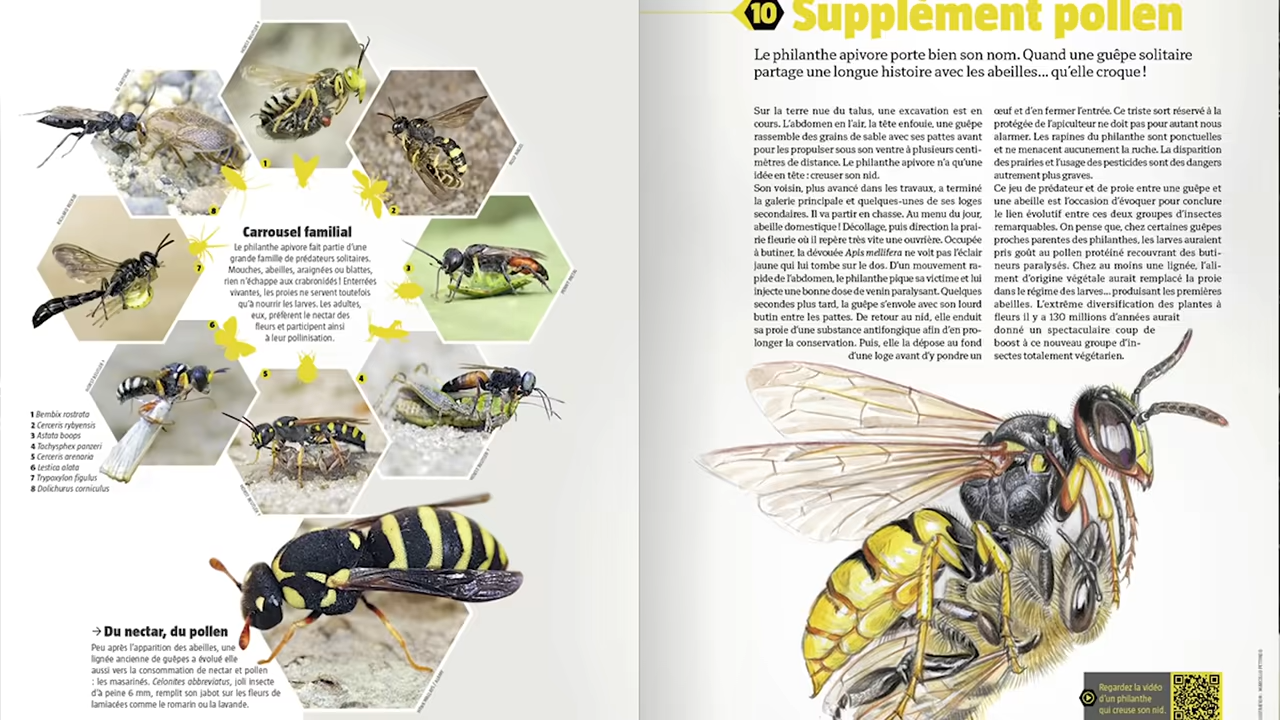 Carrousel familial
Le philanthe apivore fait partie d'une
grande famille de prédateurs solitaires.
Mouches, abeilles, araignées ou blattes,
rien n'échappe aux crabronidés ! Enterrées
vivantes, les proies ne servent toutefois
qu'à nourrir les larves. Les adultes,
eux, préfèrent le nectar des
fleurs et participent ainsi
à leur pollinisation.
1
2
3
4
5
6
7
8
1 Bembix rostrata
2 Cerceris rybyensis
3 Astata boops
4 Tachysphex panzeri
5 Cerceris arenaria
6 Lestica alata
7 Trypoxylon figulus
8 Dolichurus corniculus
→ Du nectar, du pollen
Peu après l'apparition des abeilles, une
lignée ancienne de guêpes a évolué elle
aussi vers la consommation de nectar et pollen
: les masarinés. Celonites abbreviatus, joli insecte
d'à peine 6 mm, remplit son jabot sur les fleurs de
lamiacées comme le romarin ou la lavande.
10 Supplément pollen
Le philanthe apivore porte bien son nom. Quand une guêpe solitaire
partage une longue histoire avec les abeilles... qu'elle croque !
Sur la terre nue du talus, une excavation est en
cours. L'abdomen en l'air, la tête enfouie, une guêpe
rassemble des grains de sable avec ses pattes avant
pour les propulser sous son ventre à plusieurs centi-
mètres de distance. Le philanthe apivore n'a qu'une
idée en tête : creuser son nid.
Son voisin, plus avancé dans les travaux, a terminé
la galerie principale et quelques-unes de ses loges
secondaires. Il va partir en chasse. Au menu du jour,
abeille domestique ! Décollage, puis direction la prai-
rie fleurie où il repère très vite une ouvrière. Occupée
à butiner, la dévouée Apis mellifera ne voit pas l'éclair
jaune qui lui tombe sur le dos. D'un mouvement ra-
pide de l'abdomen, le philanthe pique sa victime et lui
injecte une bonne dose de venin paralysant. Quelques
secondes plus tard, la guêpe s'envole avec son lourd
butin entre les pattes. De retour au nid, elle enduit
sa proie d'une substance antifongique afin d'en pro-
longer la conservation. Puis, elle la dépose au fond
d'une loge avant d'y pondre un
œuf et d'en fermer l'entrée. Ce triste sort réservé à la
protégée de l'apiculteur ne doit pas pour autant nous
alarmer. Les rapines du philanthe sont ponctuelles
et ne menacent aucunement la ruche. La disparition
des prairies et l'usage des pesticides sont des dangers
autrement plus graves.
Ce jeu de prédateur et de proie entre une guêpe et
une abeille est l'occasion d'évoquer pour conclure
le lien évolutif entre ces deux groupes d'insectes
remarquables. On pense que, chez certaines guêpes
proches parentes des philanthes, les larves auraient
pris goût au pollen protéiné recouvrant des buti-
neurs paralysés. Chez au moins une lignée, l'ali-
ment d'origine végétale aurait remplacé la proie
dans le régime des larves... produisant les premières
abeilles. L'extrême diversification des plantes à
fleurs il y a 130 millions d'années aurait
donné un spectaculaire coup de
boost à ce nouveau groupe d'in-
sectes totalement végétarien.
Regardez la vidéo
d'un philanthe
qui creuse son nid.